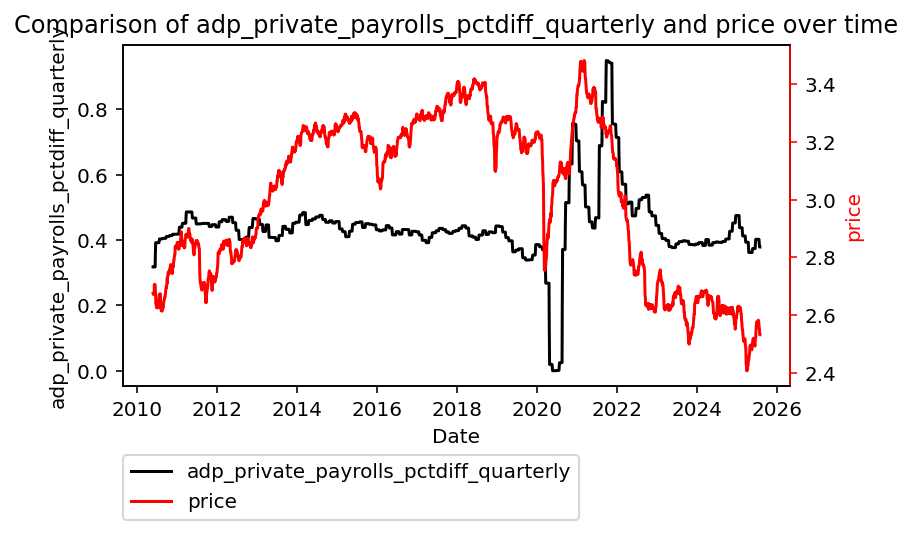 Comparison of adp_private_payrolls_pctdiff_quarterly and price over time
adp_private_payrolls_pctdiff_quarterly
0.8
0.6
0.4
0.2
0.0
3.4
3.2
3.0
2.8
2.6
2.4
price
2010 2012 2014 2016 2018 2020 2022 2024 2026
Date
adp_private_payrolls_pctdiff_quarterly
price